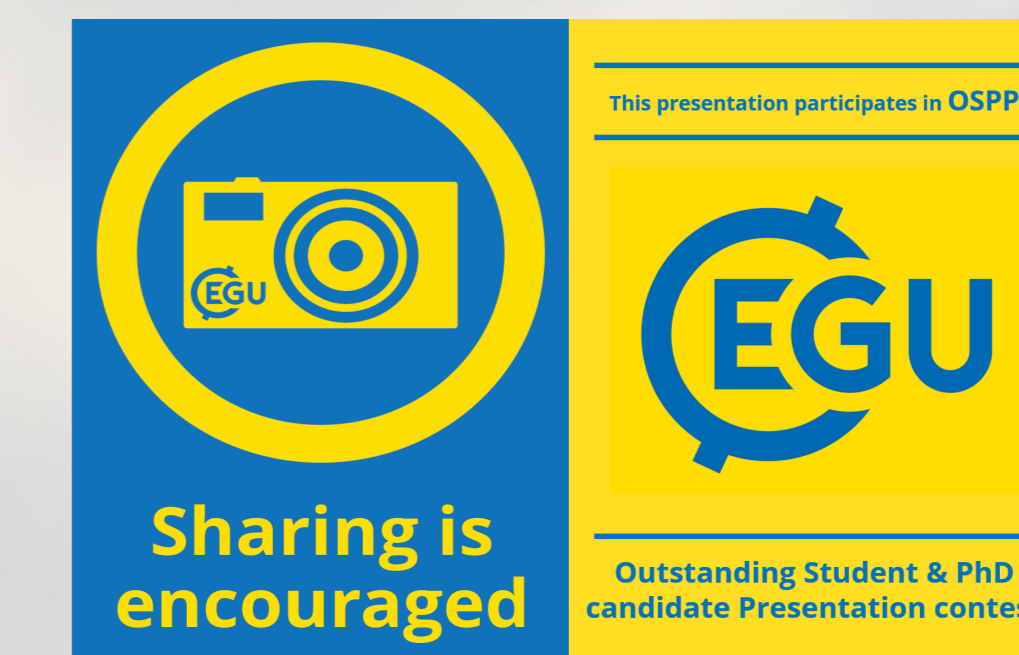 EGU
Sharing is
encouraged
This presentation participates in OSPP
EGU
Outstanding Student & PhD
candidate Presentation contes